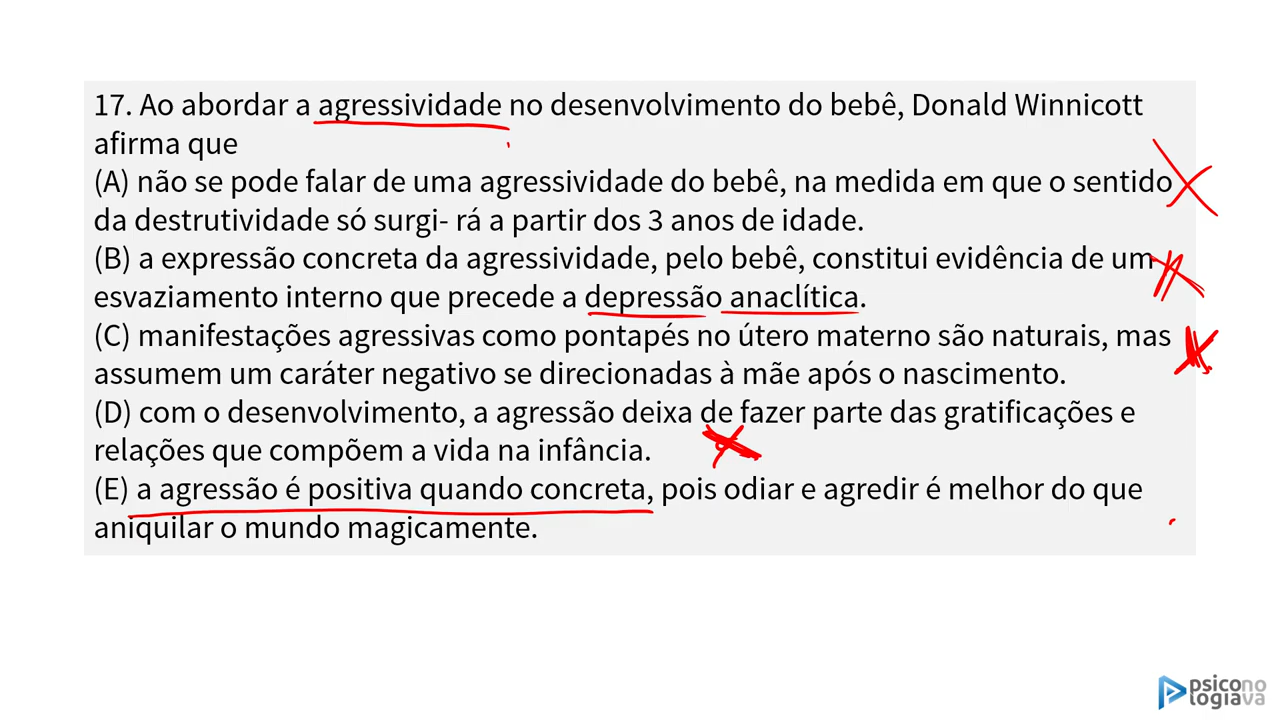 17. Ao abordar a agressividade no desenvolvimento do bebê, Donald Winnicott
afirma que
(A) não se pode falar de uma agressividade do bebê, na medida em que o sentido
da destrutividade só surgi- rá a partir dos 3 anos de idade.
(B) a expressão concreta da agressividade, pelo bebê, constitui evidência de um
esvaziamento interno que precede a depressão anaclítica.
(C) manifestações agressivas como pontapés no útero materno são naturais, mas
assumem um caráter negativo se direcionadas à mãe após o nascimento.
(D) com o desenvolvimento, a agressão deixa de fazer parte das gratificações e
relações que compõem a vida na infância.
(E) a agressão é positiva quando concreta, pois odiar e agredir é melhor do que
aniquilar o mundo magicamente.
psicono
logiava